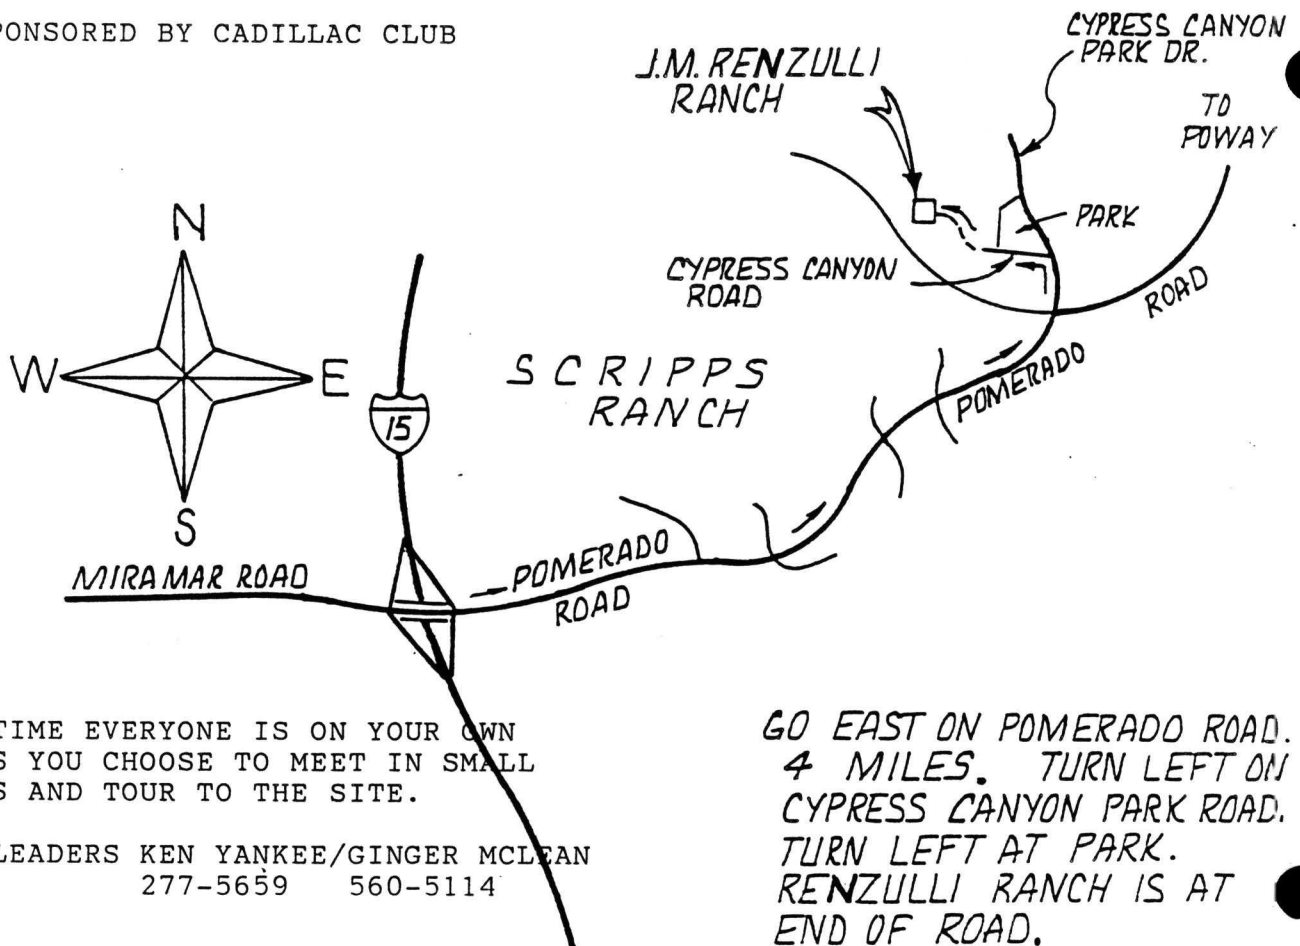 PONSORED BY CADILLAC CLUB
CYPRESS CANYON
PARK DR.
J.M. RENZULLI
RANCH
TO
POWAY
PARK
CYPRESS CANYON
ROAD
ROAD
N
W
E
S
15
SCRIPPS
RANCH
POMERADO
MIRAMAR ROAD
POMERADO
ROAD
TIME EVERYONE IS ON YOUR OWN
S YOU CHOOSE TO MEET IN SMALL
S AND TOUR TO THE SITE.
LEADERS KEN YANKEE/GINGER MCLEAN
277-5659 560-5114
GO EAST ON POMERADO ROAD.
4 MILES. TURN LEFT ON
CYPRESS CANYON PARK ROAD.
TURN LEFT AT PARK.
RENZULLI RANCH IS AT
END OF ROAD.